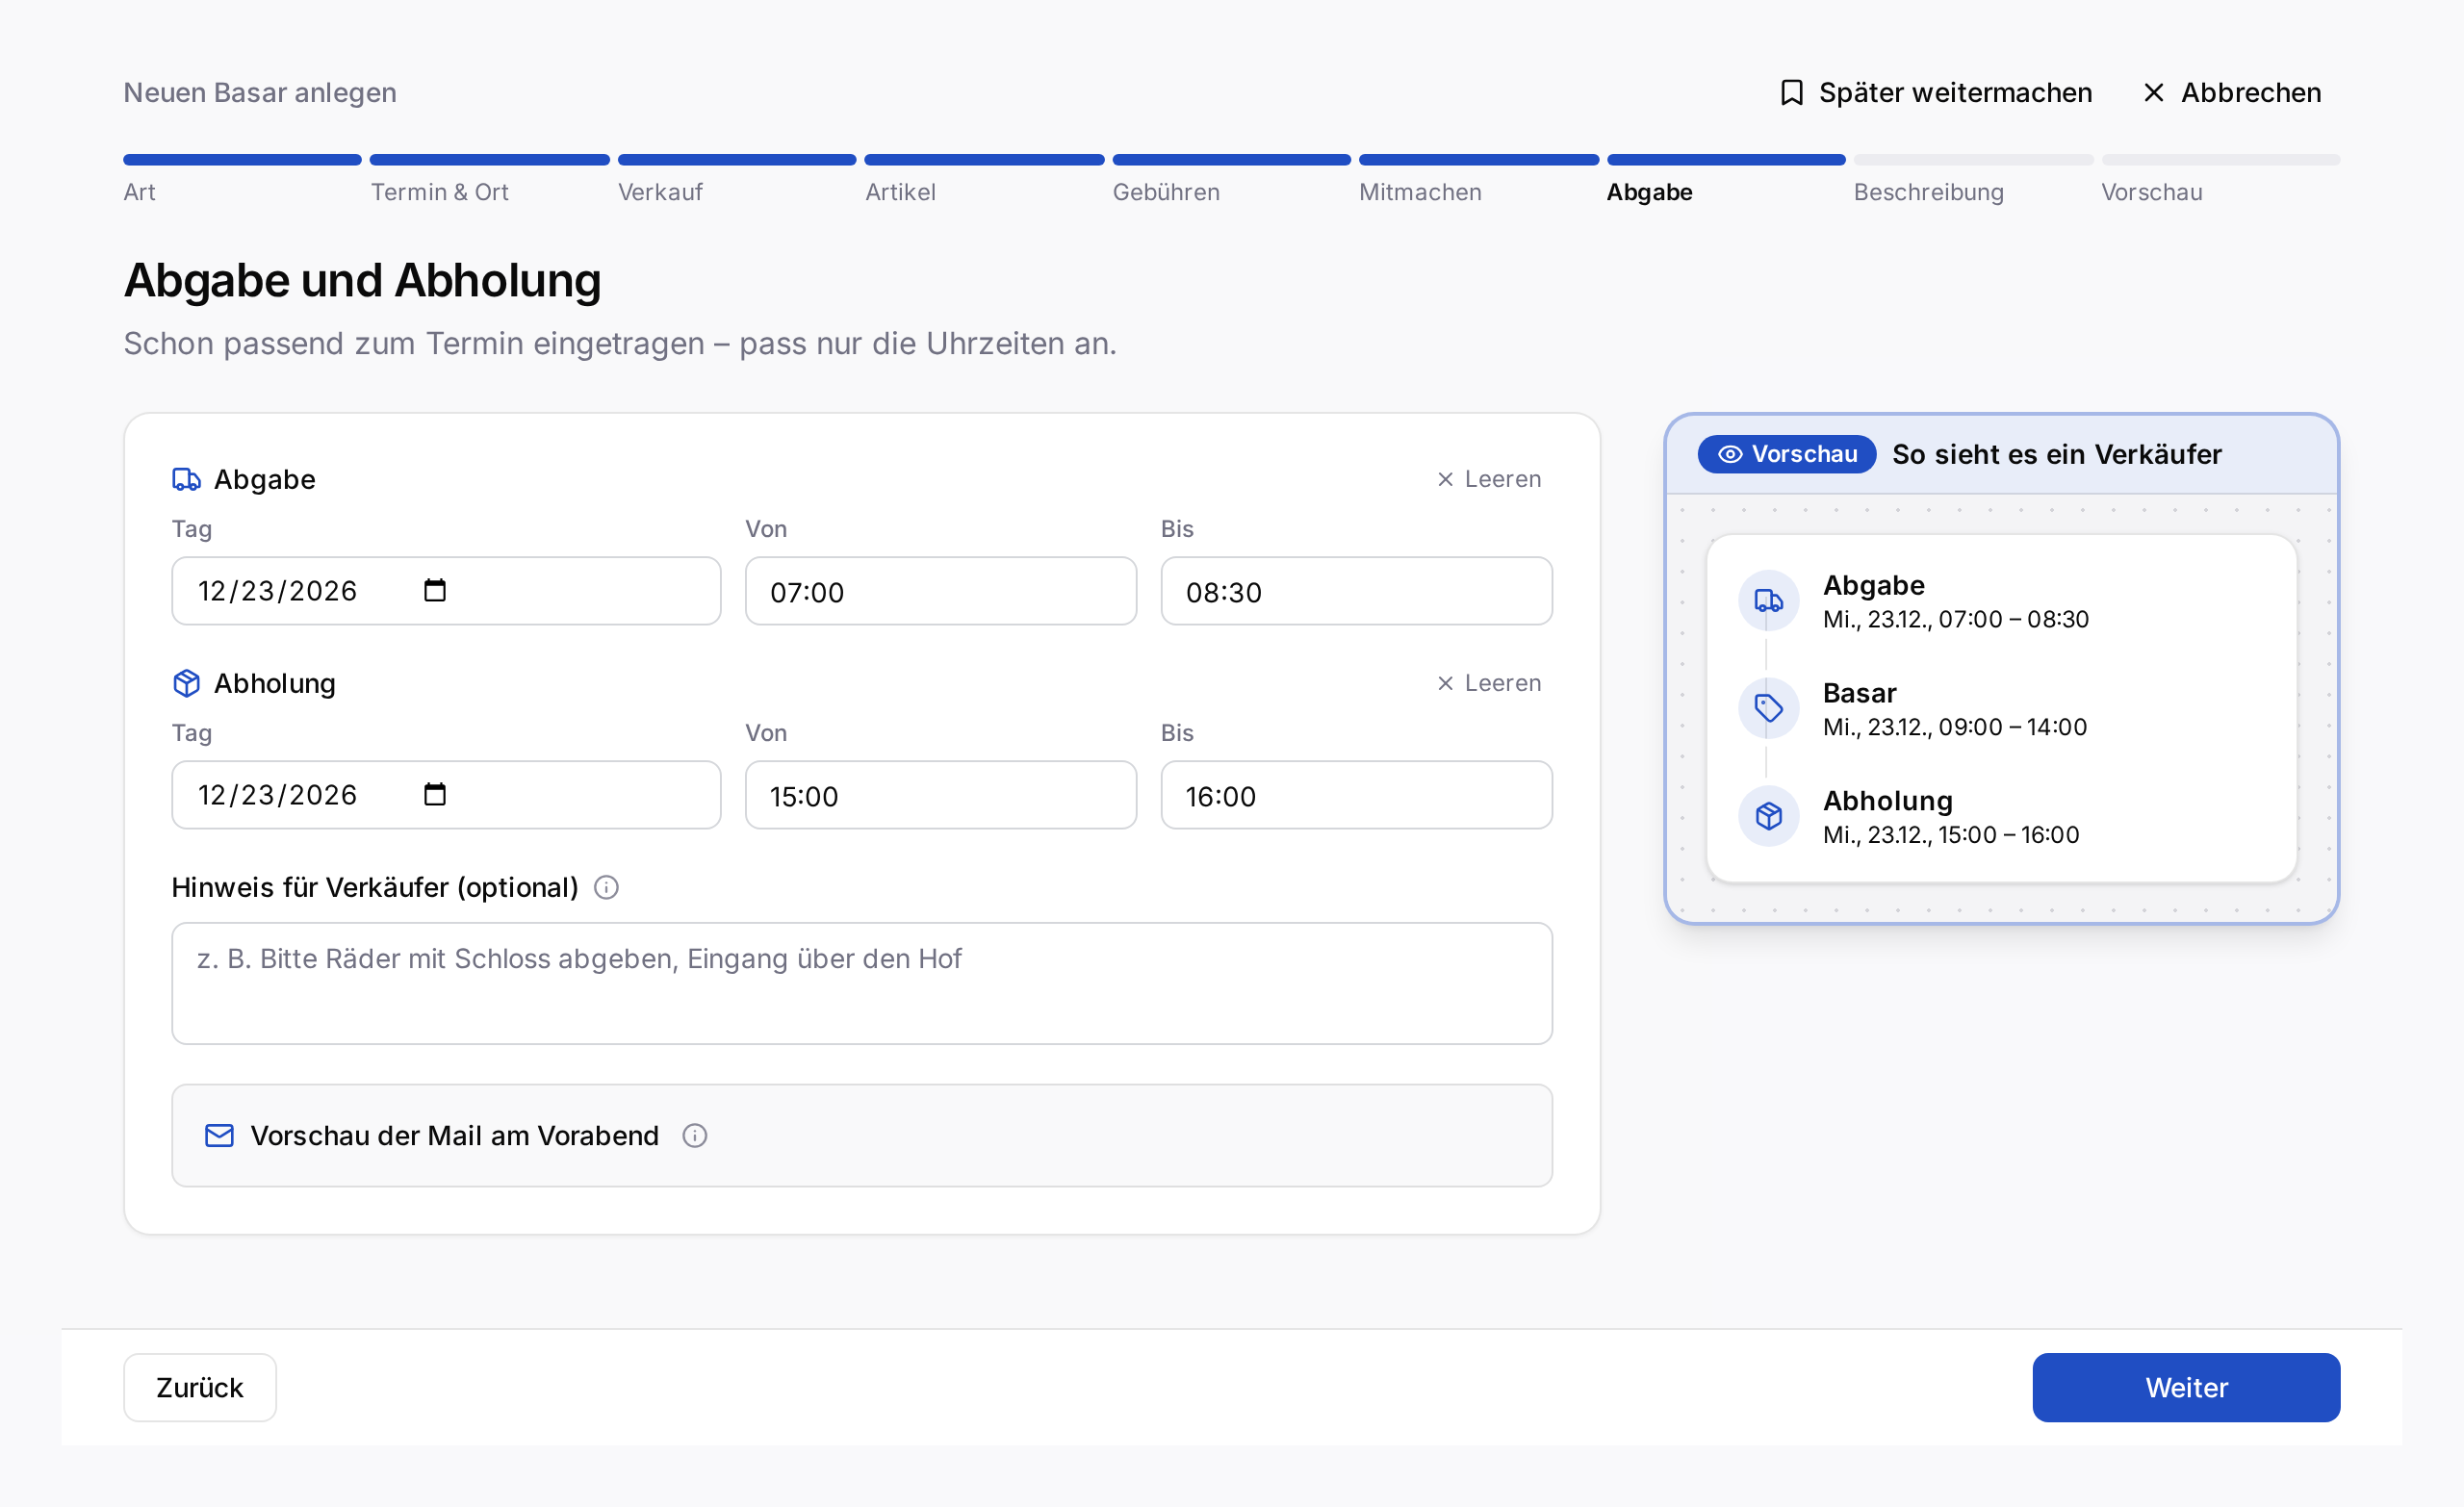 Neuen Basar anlegen
Später weitermachen
Abbrechen
Art
Termin & Ort
Verkauf
Artikel
Gebühren
Mitmachen
Abgabe
Beschreibung
Vorschau
Abgabe und Abholung
Schon passend zum Termin eingetragen – pass nur die Uhrzeiten an.
Abgabe
Leeren
Tag
Von
Bis
12/23/2026
07:00
08:30
Abholung
Leeren
Tag
Von
Bis
12/23/2026
15:00
16:00
Hinweis für Verkäufer (optional)
z. B. Bitte Räder mit Schloss abgeben, Eingang über den Hof
Vorschau der Mail am Vorabend
Vorschau
So sieht es ein Verkäufer
Abgabe
Mi., 23.12., 07:00 – 08:30
Basar
Mi., 23.12., 09:00 – 14:00
Abholung
Mi., 23.12., 15:00 – 16:00
Zurück
Weiter